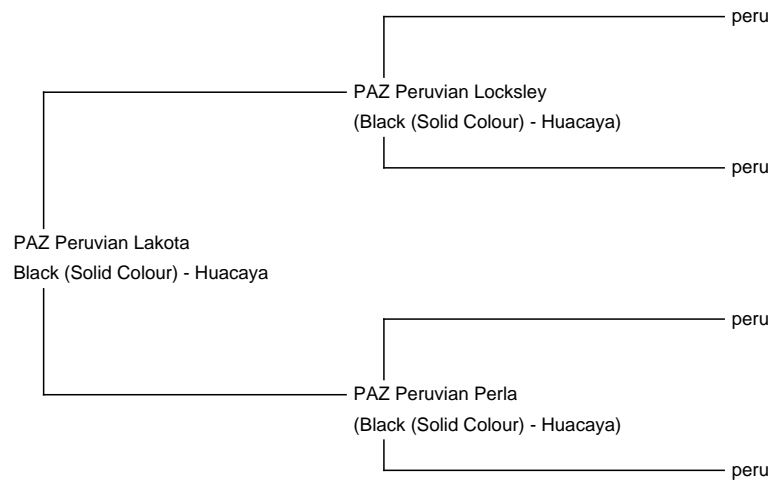 peru
PAZ Peruvian Locksley
(Black (Solid Colour) - Huacaya)
peru
PAZ Peruvian Lakota
Black (Solid Colour) - Huacaya
peru
PAZ Peruvian Perla
(Black (Solid Colour) - Huacaya)
peru